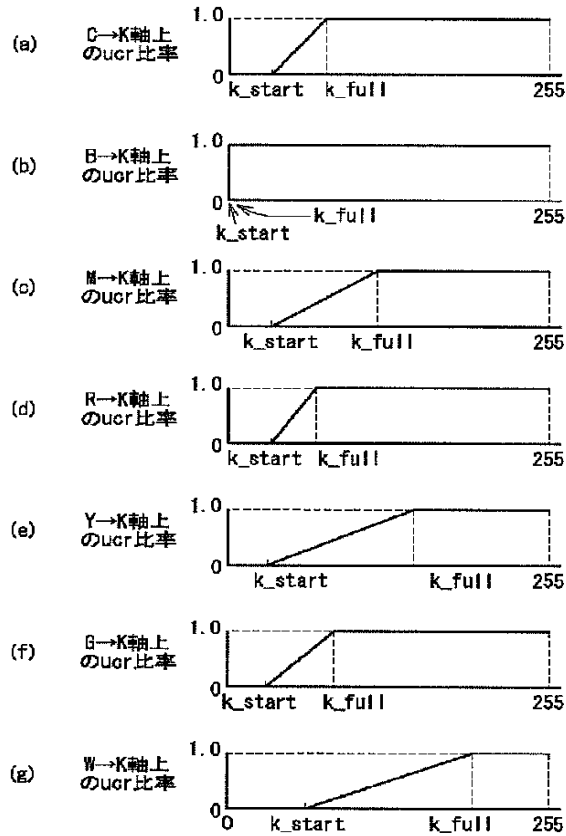 (a)
C→K軸上
のucr比率
1.0
0
k_start
k_full
255
(b)
B→K軸上
のucr比率
1.0
0
k_full
k_start
255
(c)
M→K軸上
のucr比率
1.0
0
k_start
k_full
255
(d)
R→K軸上
のucr比率
1.0
0
k_start
k_full
255
(e)
Y→K軸上
のucr比率
1.0
0
k_start
k_full
255
(f)
G→K軸上
のucr比率
1.0
0
k_start
k_full
255
(g)
W→K軸上
のucr比率
1.0
0
0
k_start
k_full
255